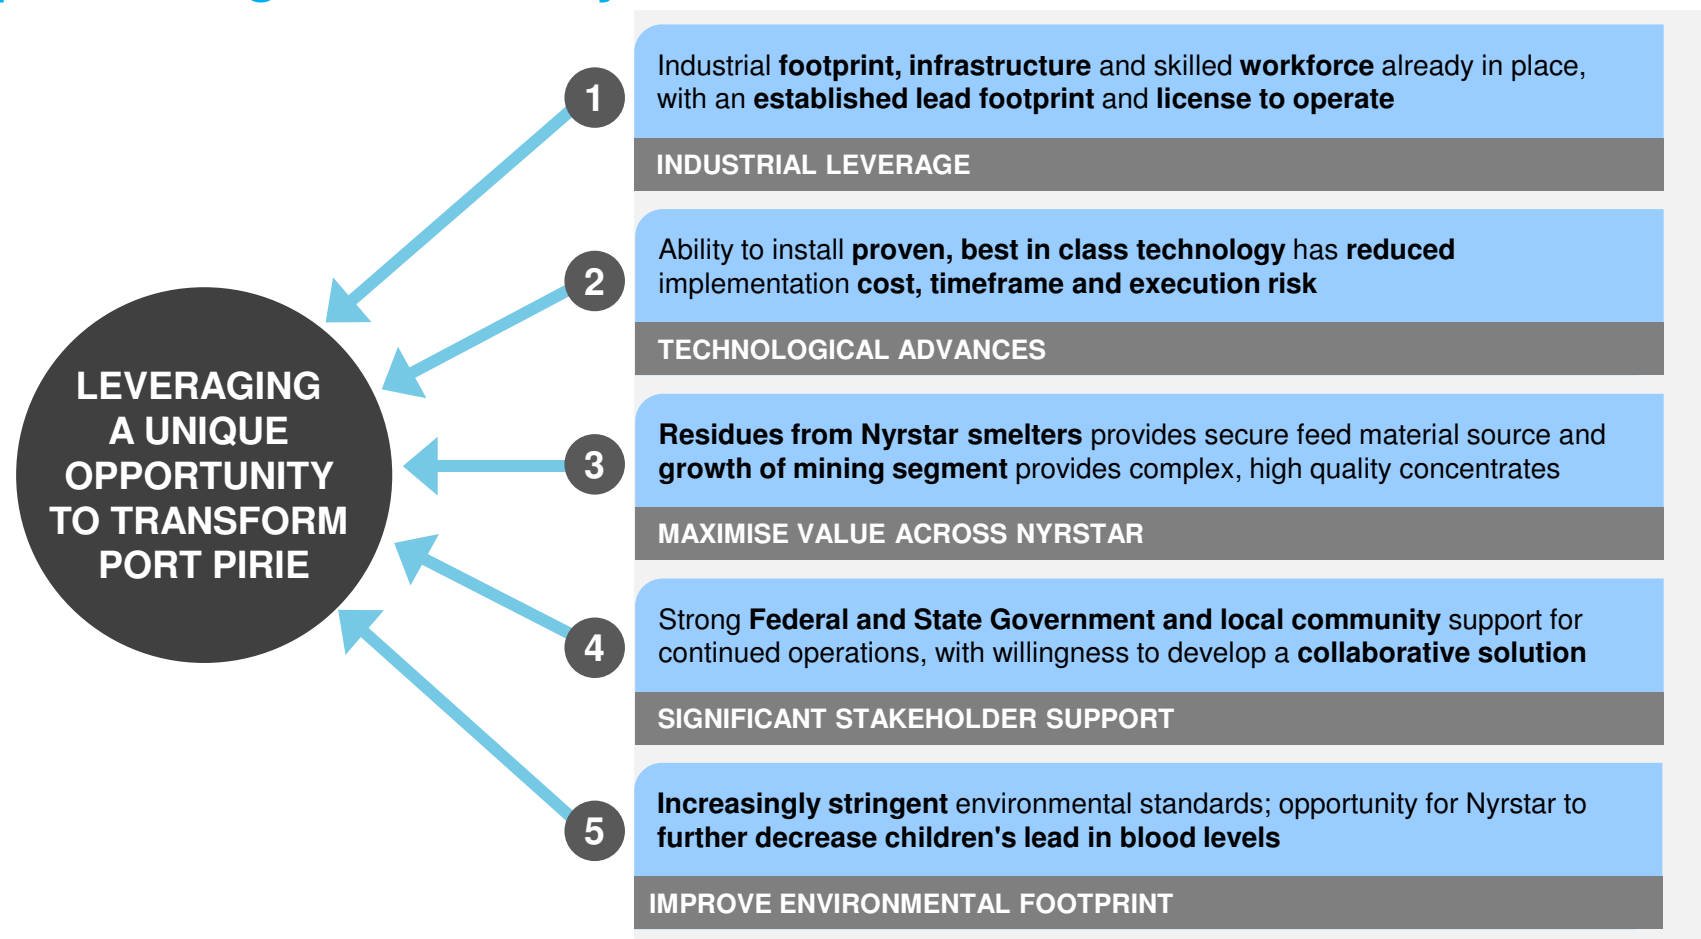 LEVERAGING
A UNIQUE
OPPORTUNITY
TO TRANSFORM
PORT PIRIE
1
Industrial footprint, infrastructure and skilled workforce already in place,
with an established lead footprint and license to operate
INDUSTRIAL LEVERAGE
2
Ability to install proven, best in class technology has reduced
implementation cost, timeframe and execution risk
TECHNOLOGICAL ADVANCES
3
Residues from Nyrstar smelters provides secure feed material source and
growth of mining segment provides complex, high quality concentrates
MAXIMISE VALUE ACROSS NYRSTAR
4
Strong Federal and State Government and local community support for
continued operations, with willingness to develop a collaborative solution
SIGNIFICANT STAKEHOLDER SUPPORT
5
Increasingly stringent environmental standards; opportunity for Nyrstar to
further decrease children's lead in blood levels
IMPROVE ENVIRONMENTAL FOOTPRINT